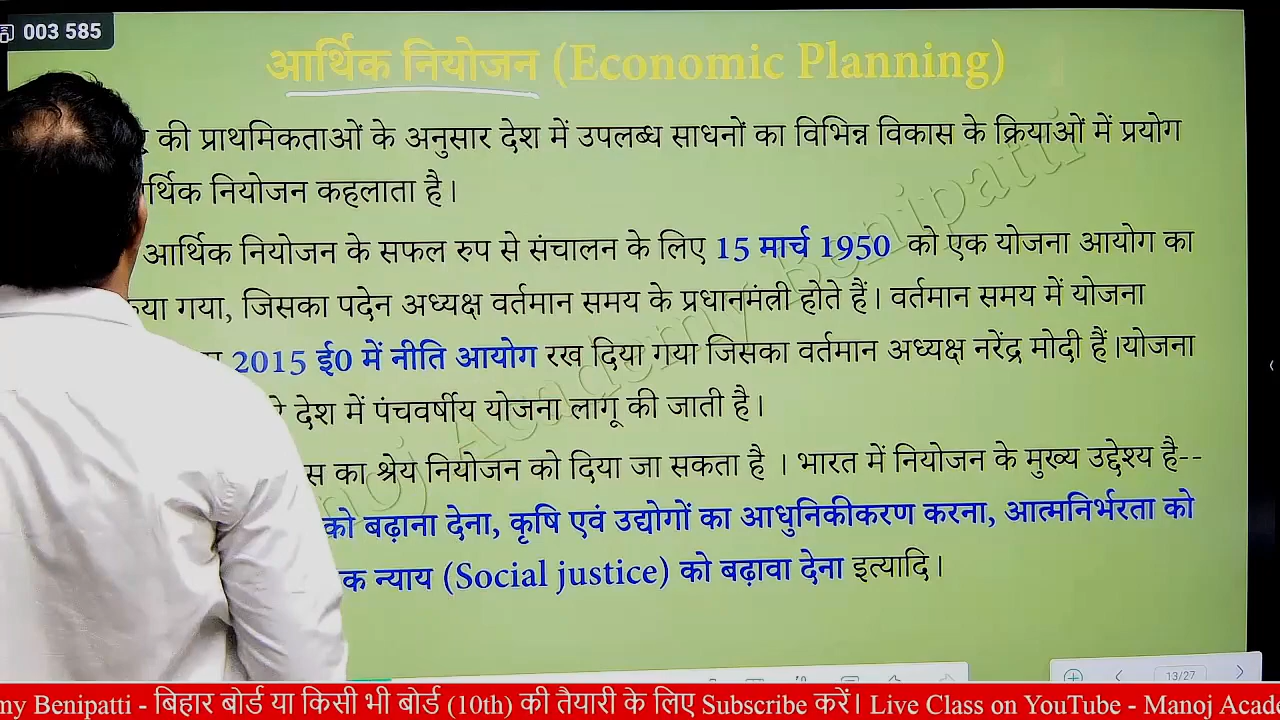 003 585
आर्थिक नियोजन (Economic Planning)
की प्राथमिकताओं के अनुसार देश में उपलब्ध साधनों का विभिन्न विकास के क्रियाओं में प्रयोग
र्थिक नियोजन कहलाता है।
आर्थिक नियोजन के सफल रुप से संचालन के लिए 15 मार्च 1950 को एक योजना आयोग का
या गया, जिसका पदेन अध्यक्ष वर्तमान समय के प्रधानमंत्री होते हैं। वर्तमान समय में योजना
2015 ई0 में नीति आयोग रख दिया गया जिसका वर्तमान अध्यक्ष नरेंद्र मोदी हैं।योजना
देश में पंचवर्षीय योजना लागू की जाती है।
स का श्रेय नियोजन को दिया जा सकता है । भारत में नियोजन के मुख्य उद्देश्य है--
को बढ़ाना देना, कृषि एवं उद्योगों का आधुनिकीकरण करना, आत्मनिर्भरता को
क न्याय (Social justice) को बढ़ावा देना इत्यादि।
noj Academy Benipatti
13/27
my Benipatti - बिहार बोर्ड या किसी भी बोर्ड (10th) की तैयारी के लिए Subscribe करें। Live Class on YouTube - Manoj Acade